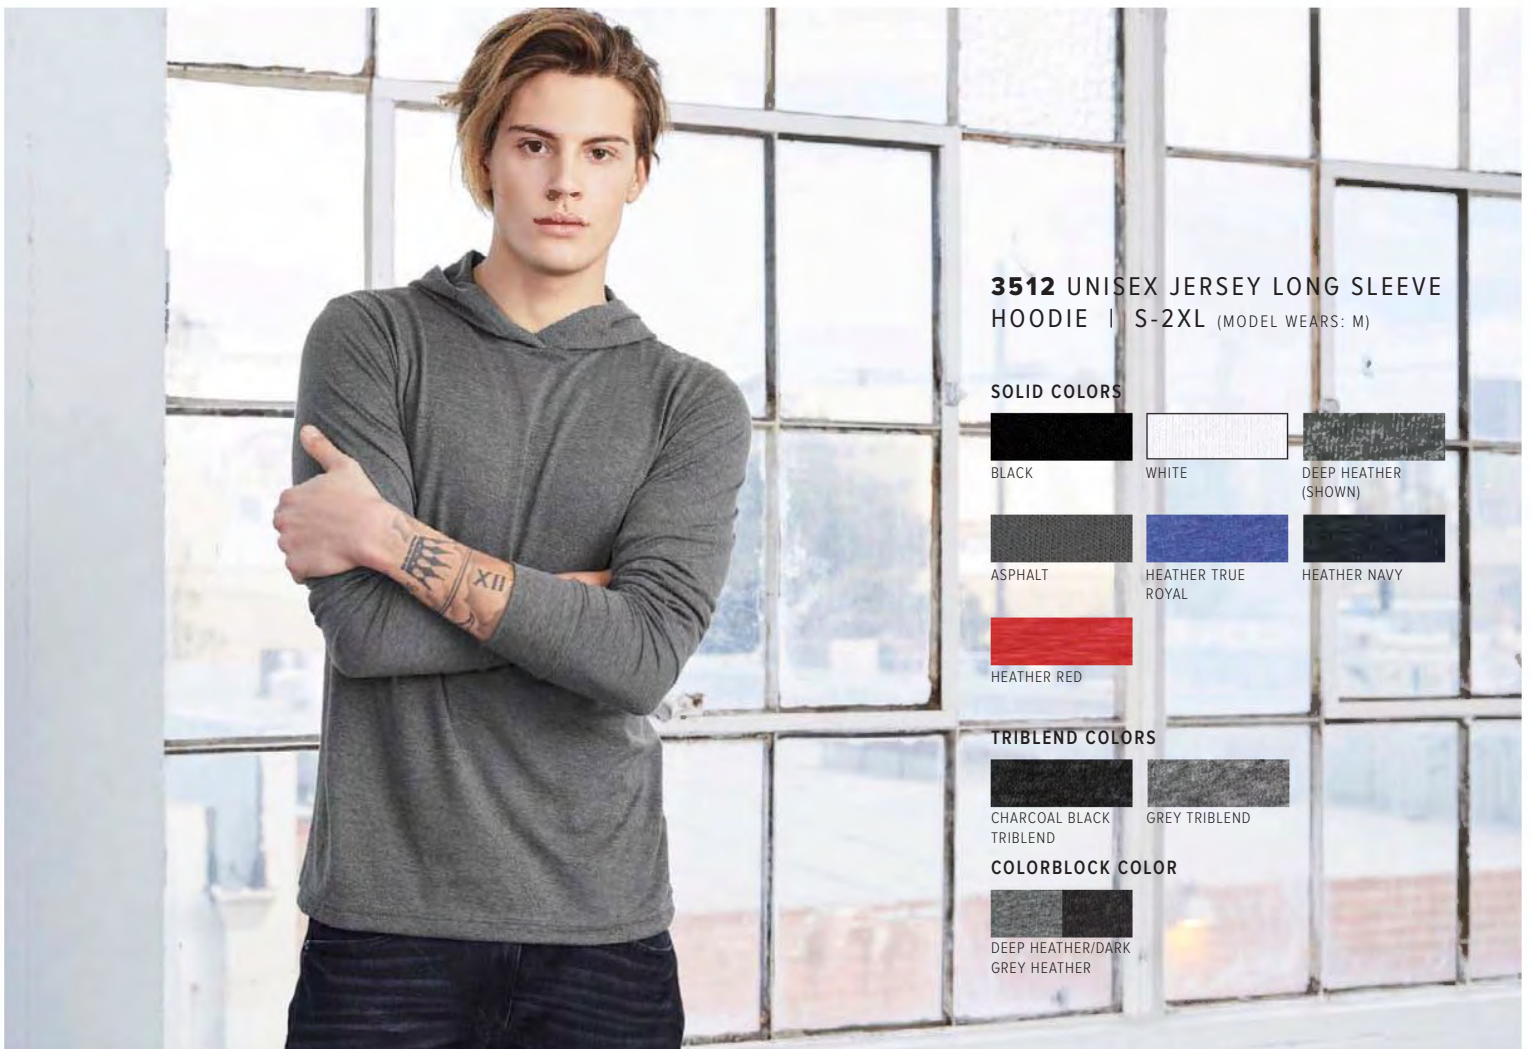 3512 UNISEX JERSEY LONG SLEEVE
HOODIE | S-2XL (MODEL WEARS: M)
SOLID COLORS
BLACK
WHITE
DEEP HEATHER
(SHOWN)
ASPHALT
HEATHER TRUE
ROYAL
HEATHER NAVY
HEATHER RED
TRIBLEND COLORS
CHARCOAL BLACK
TRIBLEND
GREY TRIBLEND
COLORBLOCK COLOR
DEEP HEATHER/DARK
GREY HEATHER
XII